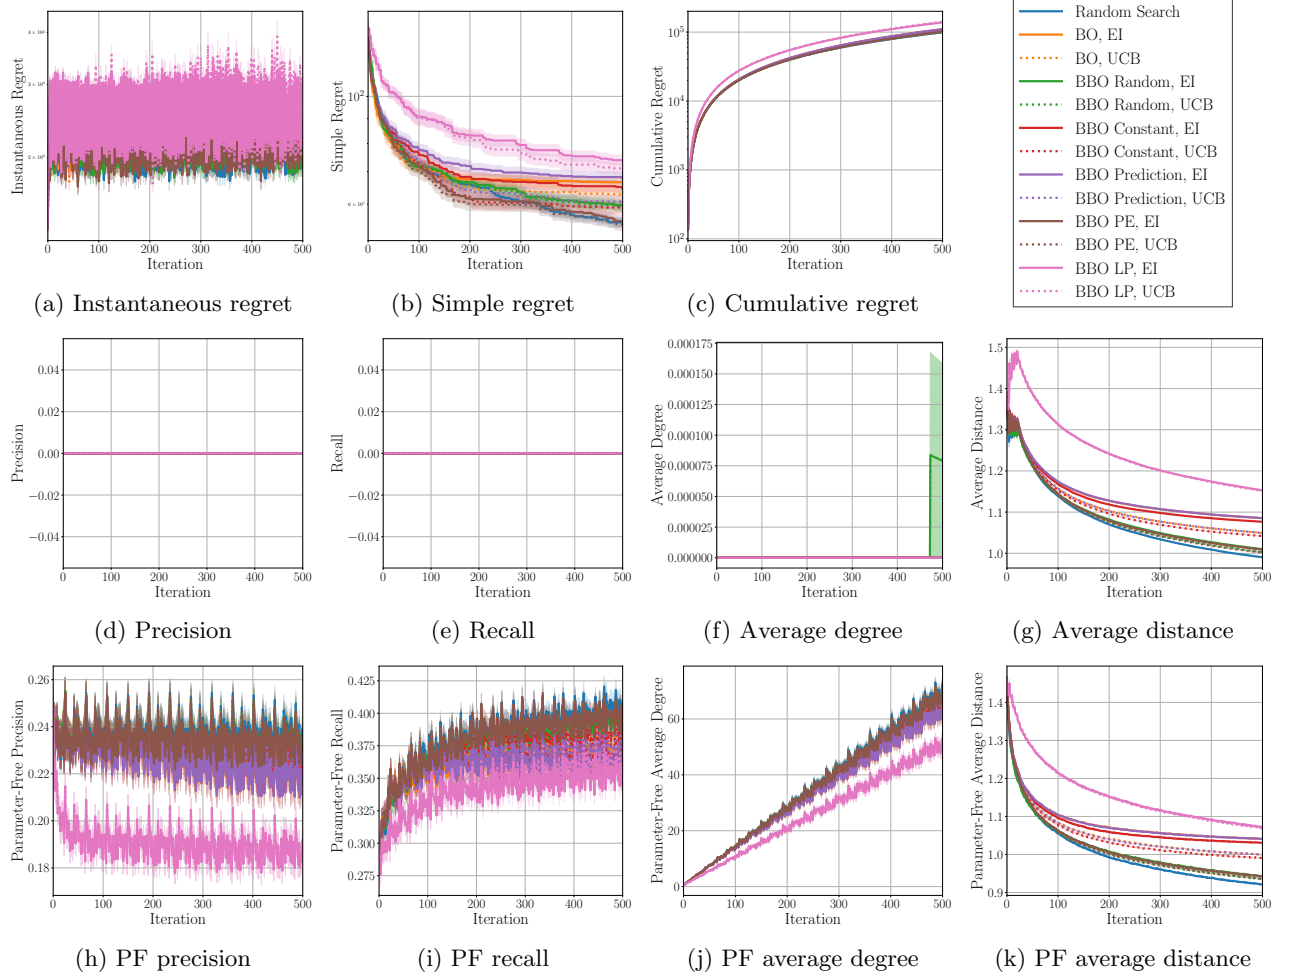 Random Search
BO, EI
BO, UCB
BBO Random, EI
BBO Random, UCB
BBO Constant, EI
BBO Constant, UCB
BBO Prediction, EI
BBO Prediction, UCB
BBO PE, EI
BBO PE, UCB
BBO LP, EI
BBO LP, UCB
Instantaneous Regret
4 × 10²
3 × 10²
2 × 10²
0 100 200 300 400 500
Iteration
(a) Instantaneous regret
Simple Regret
10²
6 × 10¹
0 100 200 300 400 500
Iteration
(b) Simple regret
Cumulative Regret
10⁵
10⁴
10³
10²
0 100 200 300 400 500
Iteration
(c) Cumulative regret
Precision
0.04
0.02
0.00
−0.02
−0.04
0 100 200 300 400 500
Iteration
(d) Precision
Recall
0.04
0.02
0.00
−0.02
−0.04
0 100 200 300 400 500
Iteration
(e) Recall
Average Degree
0.000175
0.000150
0.000125
0.000100
0.000075
0.000050
0.000025
0.000000
0 100 200 300 400 500
Iteration
(f) Average degree
Average Distance
1.5
1.4
1.3
1.2
1.1
1.0
0 100 200 300 400 500
Iteration
(g) Average distance
Parameter-Free Precision
0.26
0.24
0.22
0.20
0.18
0 100 200 300 400 500
Iteration
(h) PF precision
Parameter-Free Recall
0.425
0.400
0.375
0.350
0.325
0.300
0.275
0 100 200 300 400 500
Iteration
(i) PF recall
Parameter-Free Average Degree
60
40
20
0
0 100 200 300 400 500
Iteration
(j) PF average degree
Parameter-Free Average Distance
1.4
1.3
1.2
1.1
1.0
0.9
0 100 200 300 400 500
Iteration
(k) PF average distance